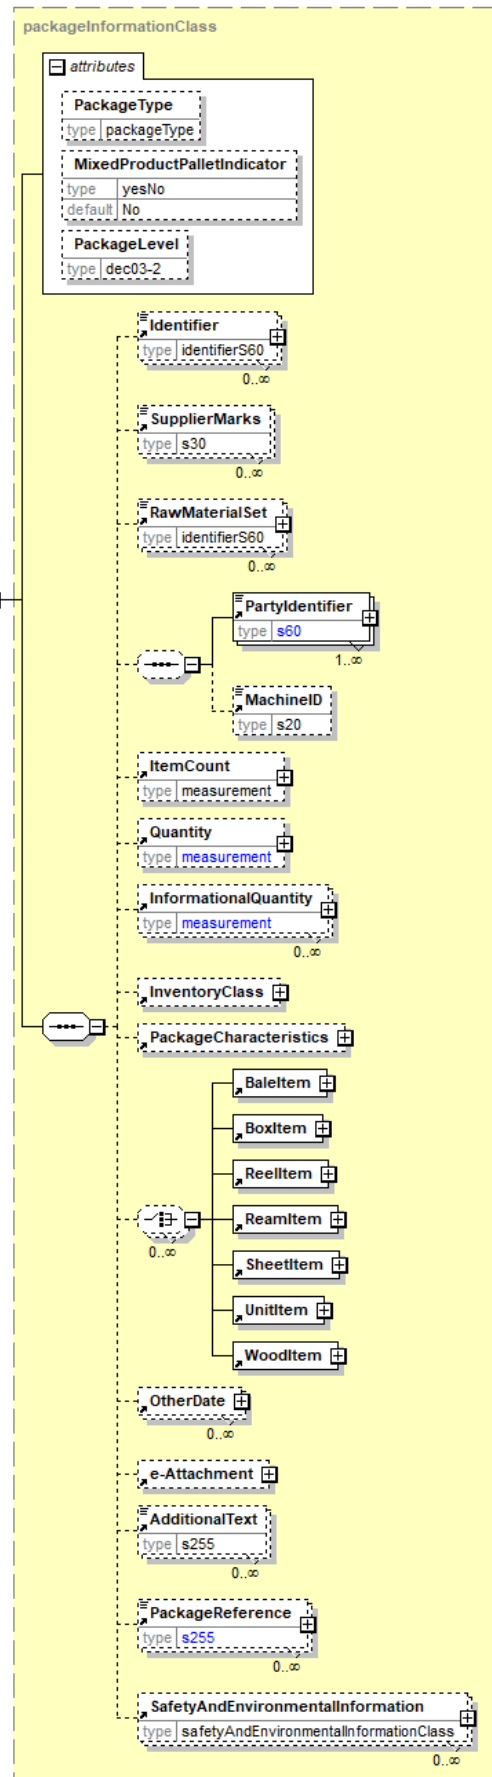 packageInformationClass
attributes
PackageType
type packageType
MixedProductPalletIndicator
type yesNo
default No
PackageLevel
type dec03-2
Identifier
type identifierS60
0..∞
SupplierMarks
type s30
0..∞
RawMaterialSet
type identifierS60
0..∞
PartyIdentifier
type s60
1..∞
MachineID
type s20
ItemCount
type measurement
Quantity
type measurement
InformationalQuantity
type measurement
0..∞
InventoryClass
PackageCharacteristics
BaleItem
BoxItem
ReelItem
ReamItem
0..∞
SheetItem
UnitItem
WoodItem
OtherDate
0..∞
e-Attachment
AdditionalText
type s255
0..∞
PackageReference
type s255
0..∞
SafetyAndEnvironmentalInformation
type safetyAndEnvironmentalInformationClass
0..∞